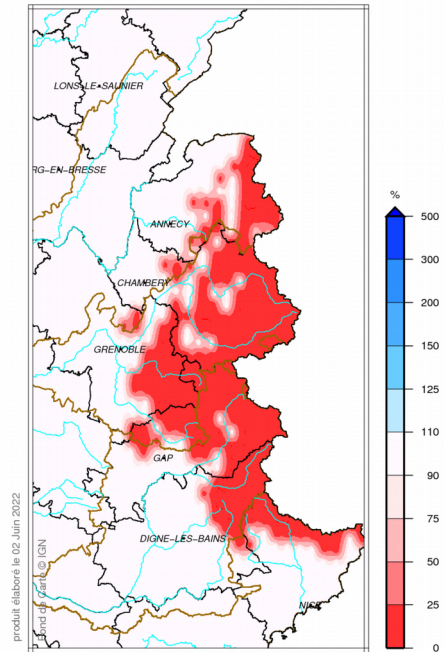 LONS-LE-SAUNIER
RG-EN-BRESSE
ANNECY
CHAMBERY
GRENOBLE
GAP
DIGNE-LES-BAINS
NICE
%
500
300
200
150
125
110
90
75
50
25
0
produit élaboré le 02 Juin 2022
Fond de Carte © IGN